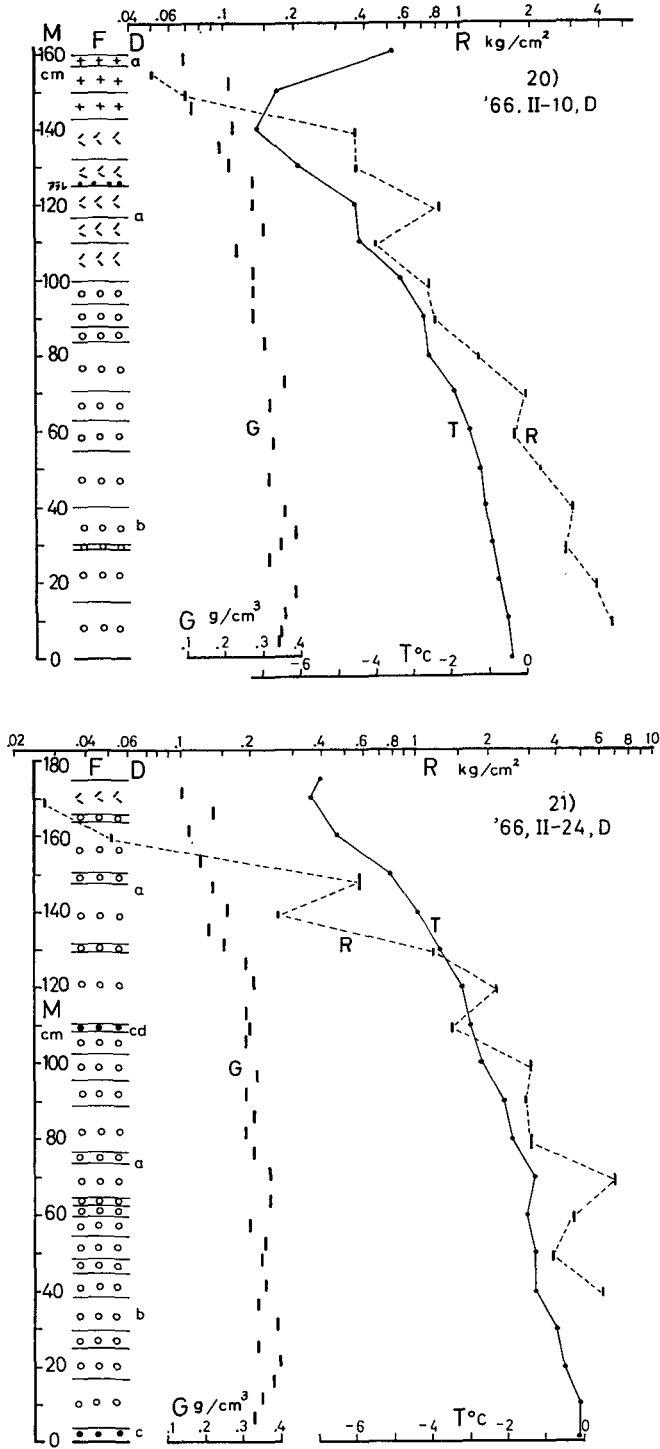 .04 .06 .1 .2 .4 .6 .8 1 2 4
M F D R kg/cm²
cm
160 a
20)
'66. II-10, D
140
アラレ
120 a
100
80
60 G T R
40 b
20
G g/cm³
.1 .2 .3 .4
0
T°C
-6 -4 -2 0
.02 .04 .06 .1 .2 .4 .6 .8 1 2 4 6 8 10
180 F D R kg/cm²
21)
'66, II-24, D
160
a
140 T
R
120
M
cm cd
100 G
80
a
60
40
b
20
G g/cm³
.1 .2 .3 .4
T°C
-6 -4 -2 0
0 c